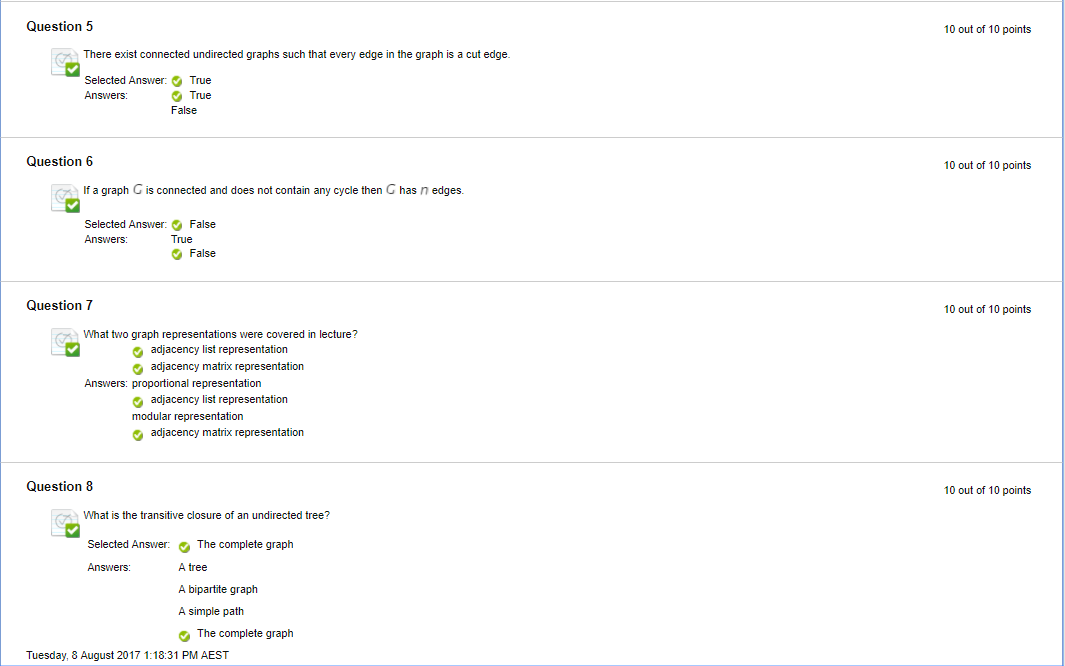 Question 5
10 out of 10 points
There exist connected undirected graphs such that every edge in the graph is a cut edge.
Selected Answer: True
Answers: True
False
Question 6
10 out of 10 points
If a graph G is connected and does not contain any cycle then G has n edges.
Selected Answer: False
Answers: True
False
Question 7
10 out of 10 points
What two graph representations were covered in lecture?
adjacency list representation
adjacency matrix representation
Answers: proportional representation
adjacency list representation
modular representation
adjacency matrix representation
Question 8
10 out of 10 points
What is the transitive closure of an undirected tree?
Selected Answer: The complete graph
Answers: A tree
A bipartite graph
A simple path
The complete graph
Tuesday, 8 August 2017 1:18:31 PM AEST